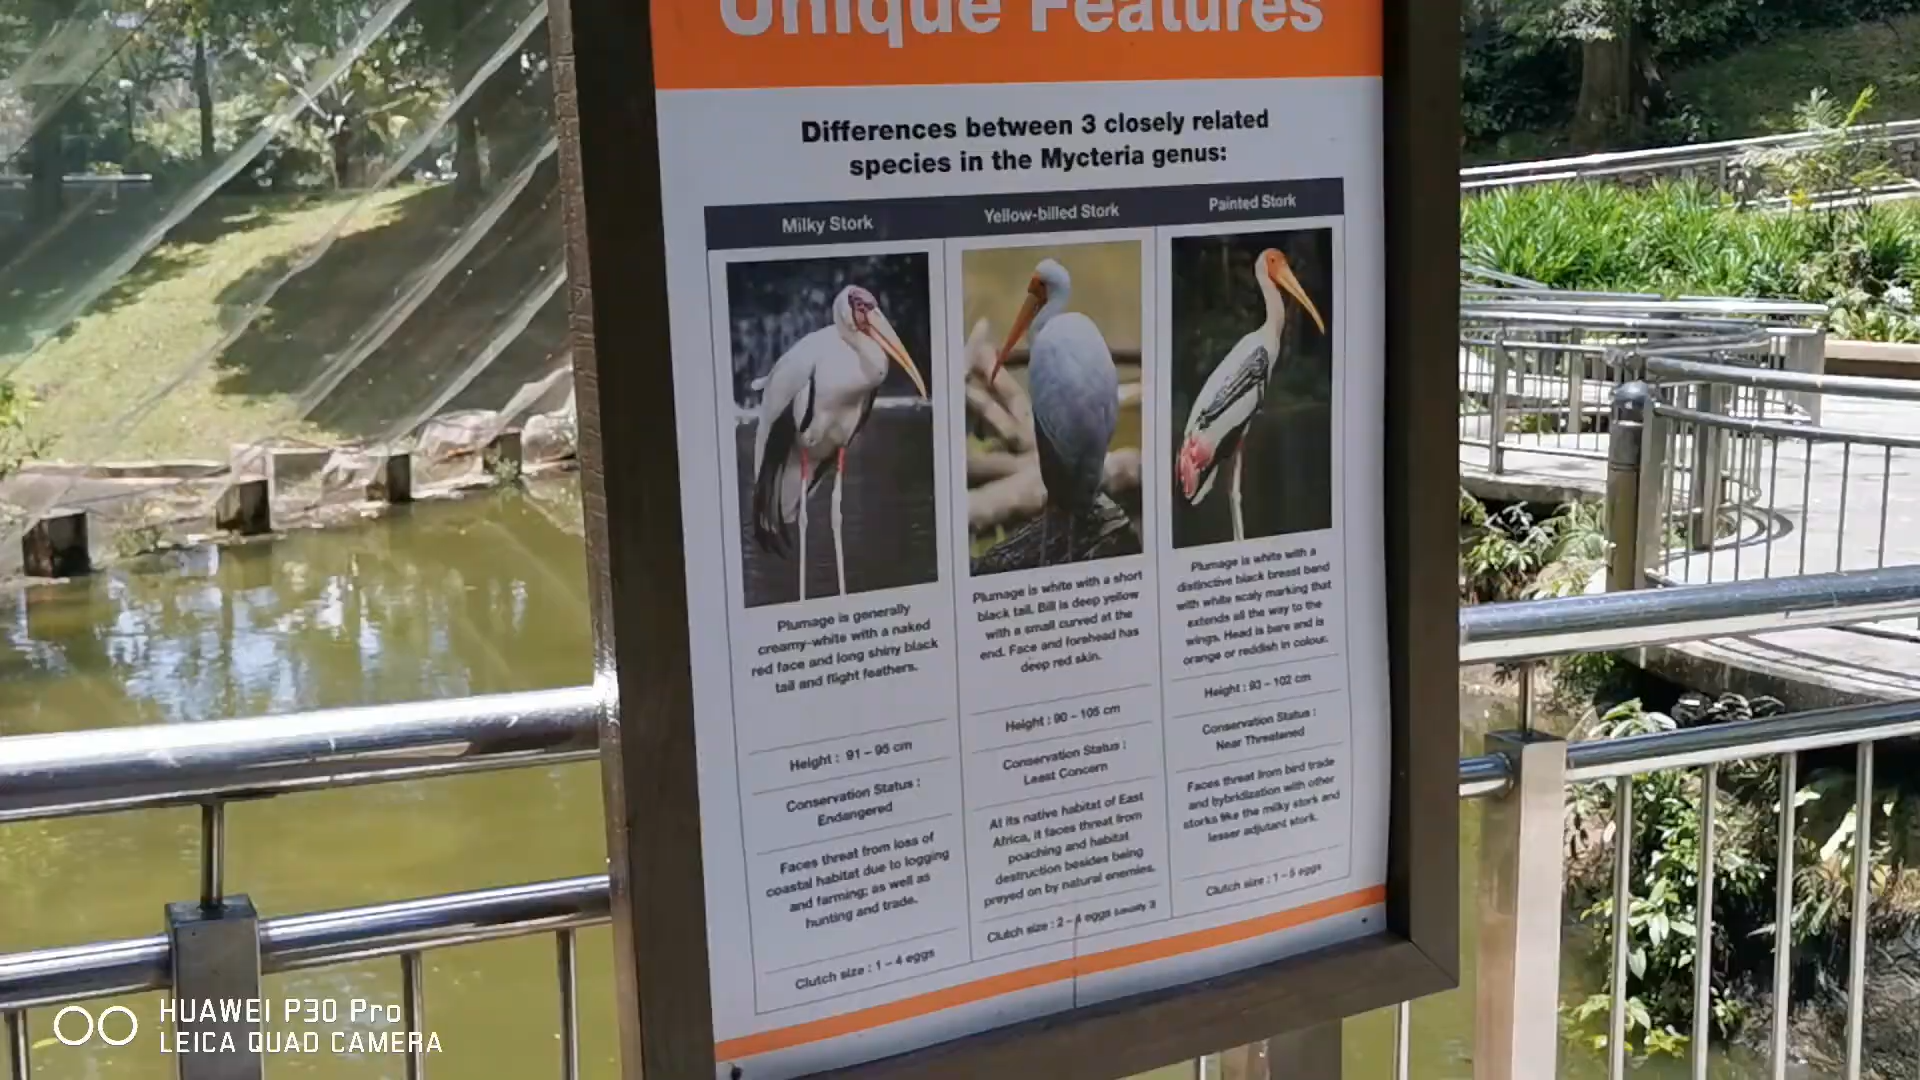 Unique Features
Differences between 3 closely related
species in the Mycteria genus:
Milky Stork
Plumage is generally
creamy-white with a naked
red face and long shiny black
tail and flight feathers.
Height : 91 – 95 cm
Conservation Status :
Endangered
Faces threat from loss of
coastal habitat due to logging
and farming; as well as
hunting and trade.
Clutch size : 1 – 4 eggs
Yellow-billed Stork
Plumage is white with a short
black tail. Bill is deep yellow
with a small curved at the
end. Face and forehead has
deep red skin.
Height : 90 – 105 cm
Conservation Status :
Least Concern
At its native habitat of East
Africa, it faces threat from
poaching and habitat
destruction besides being
preyed on by natural enemies.
Clutch size : 2 – 4 eggs (usually 3
Painted Stork
Plumage is white with a
distinctive black breast band
with white scaly marking that
extends all the way to the
wings. Head is bare and is
orange or reddish in colour.
Height : 93 – 102 cm
Conservation Status :
Near Threatened
Faces threat from bird trade
and hybridization with other
storks like the milky stork and
lesser adjutant stork.
Clutch size : 1 – 5 eggs
HUAWEI P30 Pro
LEICA QUAD CAMERA